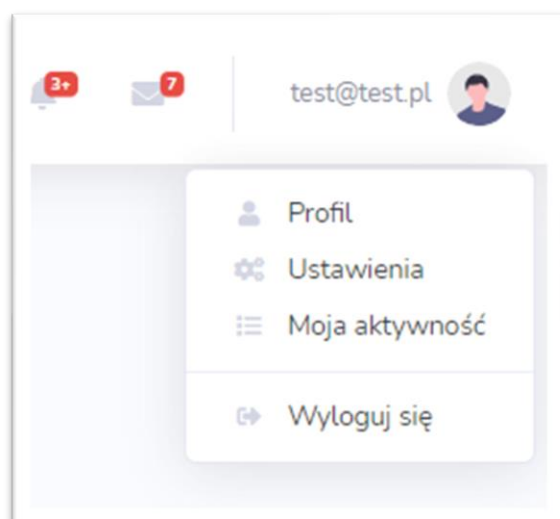 3+
7
test@test.pl
Profil
Ustawienia
Moja aktywność
Wyloguj się